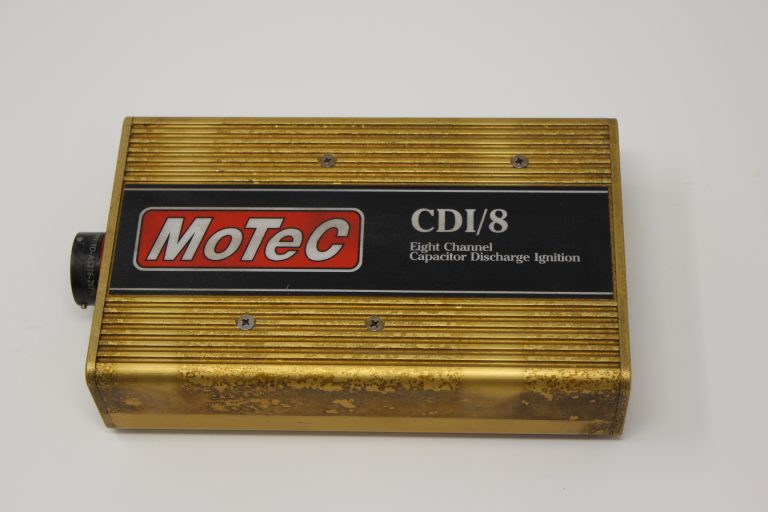 MoTeC
CDI/8
Eight Channel
Capacitor Discharge Ignition